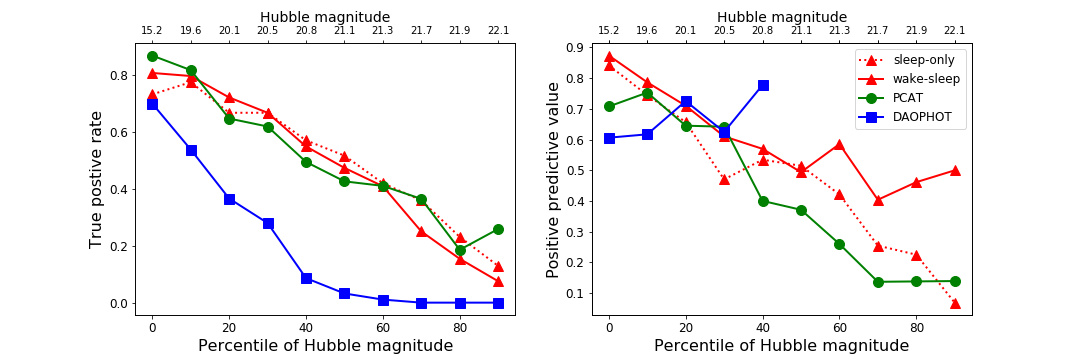 Hubble magnitude
15.2 19.6 20.1 20.5 20.8 21.1 21.3 21.7 21.9 22.1
True postive rate
0.8
0.6
0.4
0.2
0.0
0 20 40 60 80
Percentile of Hubble magnitude
Hubble magnitude
15.2 19.6 20.1 20.5 20.8 21.1 21.3 21.7 21.9 22.1
Positive predictive value
0.9
0.8
0.7
0.6
0.5
0.4
0.3
0.2
0.1
sleep-only
wake-sleep
PCAT
DAOPHOT
0 20 40 60 80
Percentile of Hubble magnitude